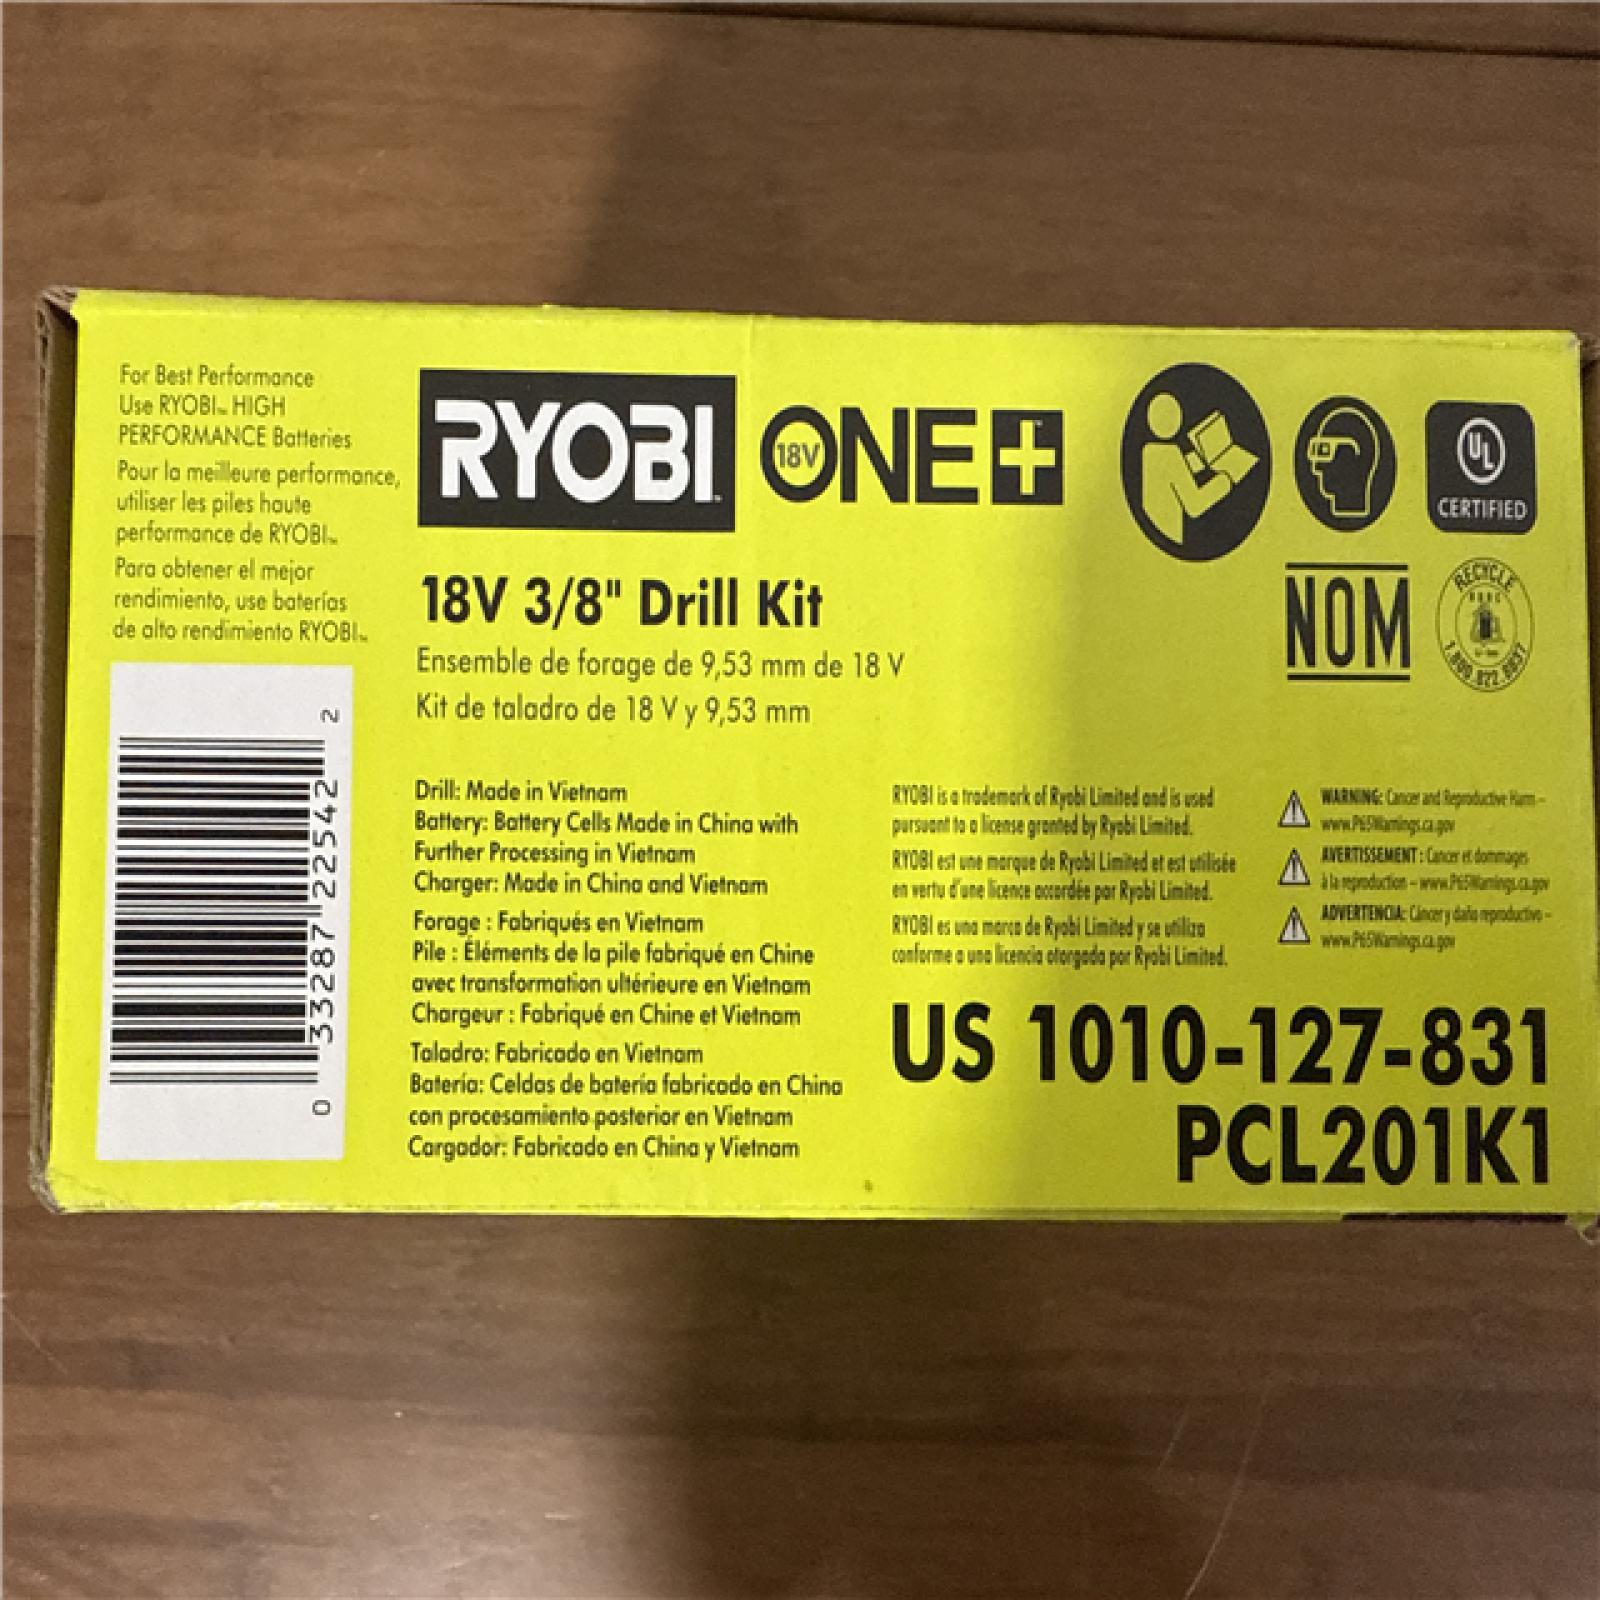 For Best Performance
Use RYOBI™ HIGH
PERFORMANCE Batteries
Pour la meilleure performance,
utiliser les piles haute
performance de RYOBI™
Para obtener el mejor
rendimiento, use baterías
de alto rendimiento RYOBI™
0 33287 22542 2
RYOBI
18V ONE+
18V 3/8" Drill Kit
Ensemble de forage de 9,53 mm de 18 V
Kit de taladro de 18 V y 9,53 mm
Drill: Made in Vietnam
Battery: Battery Cells Made in China with
Further Processing in Vietnam
Charger: Made in China and Vietnam
Forage : Fabriqués en Vietnam
Pile : Éléments de la pile fabriqué en Chine
avec transformation ultérieure en Vietnam
Chargeur : Fabriqué en Chine et Vietnam
Taladro: Fabricado en Vietnam
Batería: Celdas de batería fabricado en China
con procesamiento posterior en Vietnam
Cargador: Fabricado en China y Vietnam
RYOBI is a trademark of Ryobi Limited and is used
pursuant to a license granted by Ryobi Limited.
RYOBI est une marque de Ryobi Limited et est utilisée
en vertu d'une licence accordée par Ryobi Limited.
RYOBI es una marca de Ryobi Limited y se utiliza
conforme a una licencia otorgada por Ryobi Limited.
UL
CERTIFIED
NOM
RECYCLE
1.800.822.8837
WARNING: Cancer and Reproductive Harm –
www.P65Warnings.ca.gov
AVERTISSEMENT : Cancer et dommages
à la reproduction – www.P65Warnings.ca.gov
ADVERTENCIA: Cáncer y daño reproductivo –
www.P65Warnings.ca.gov
US 1010-127-831
PCL201K1